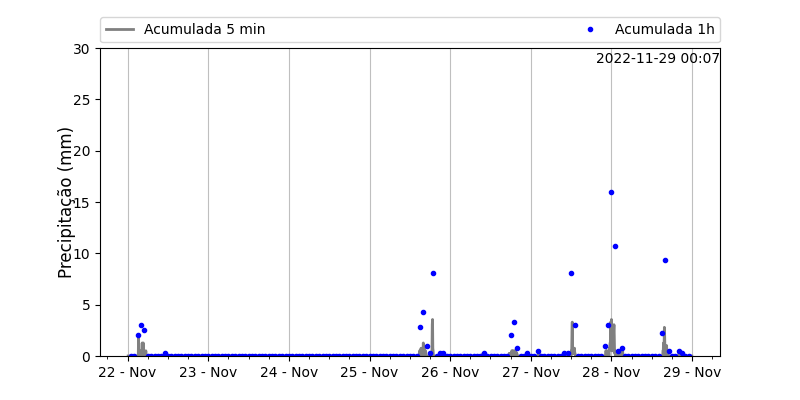 Acumulada 5 min
Acumulada 1h
2022-11-29 00:07
Precipitação (mm)
30
25
20
15
10
5
0
22 - Nov
23 - Nov
24 - Nov
25 - Nov
26 - Nov
27 - Nov
28 - Nov
29 - Nov